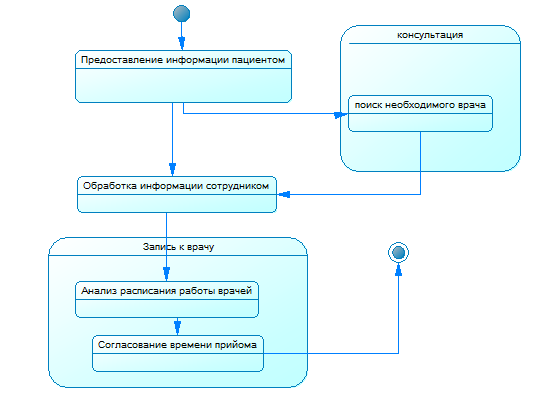 консультация
Предоставление информации пациентом
поиск необходимого врача
Обработка информации сотрудником
Запись к врачу
Анализ расписания работы врачей
Согласование времени прийома